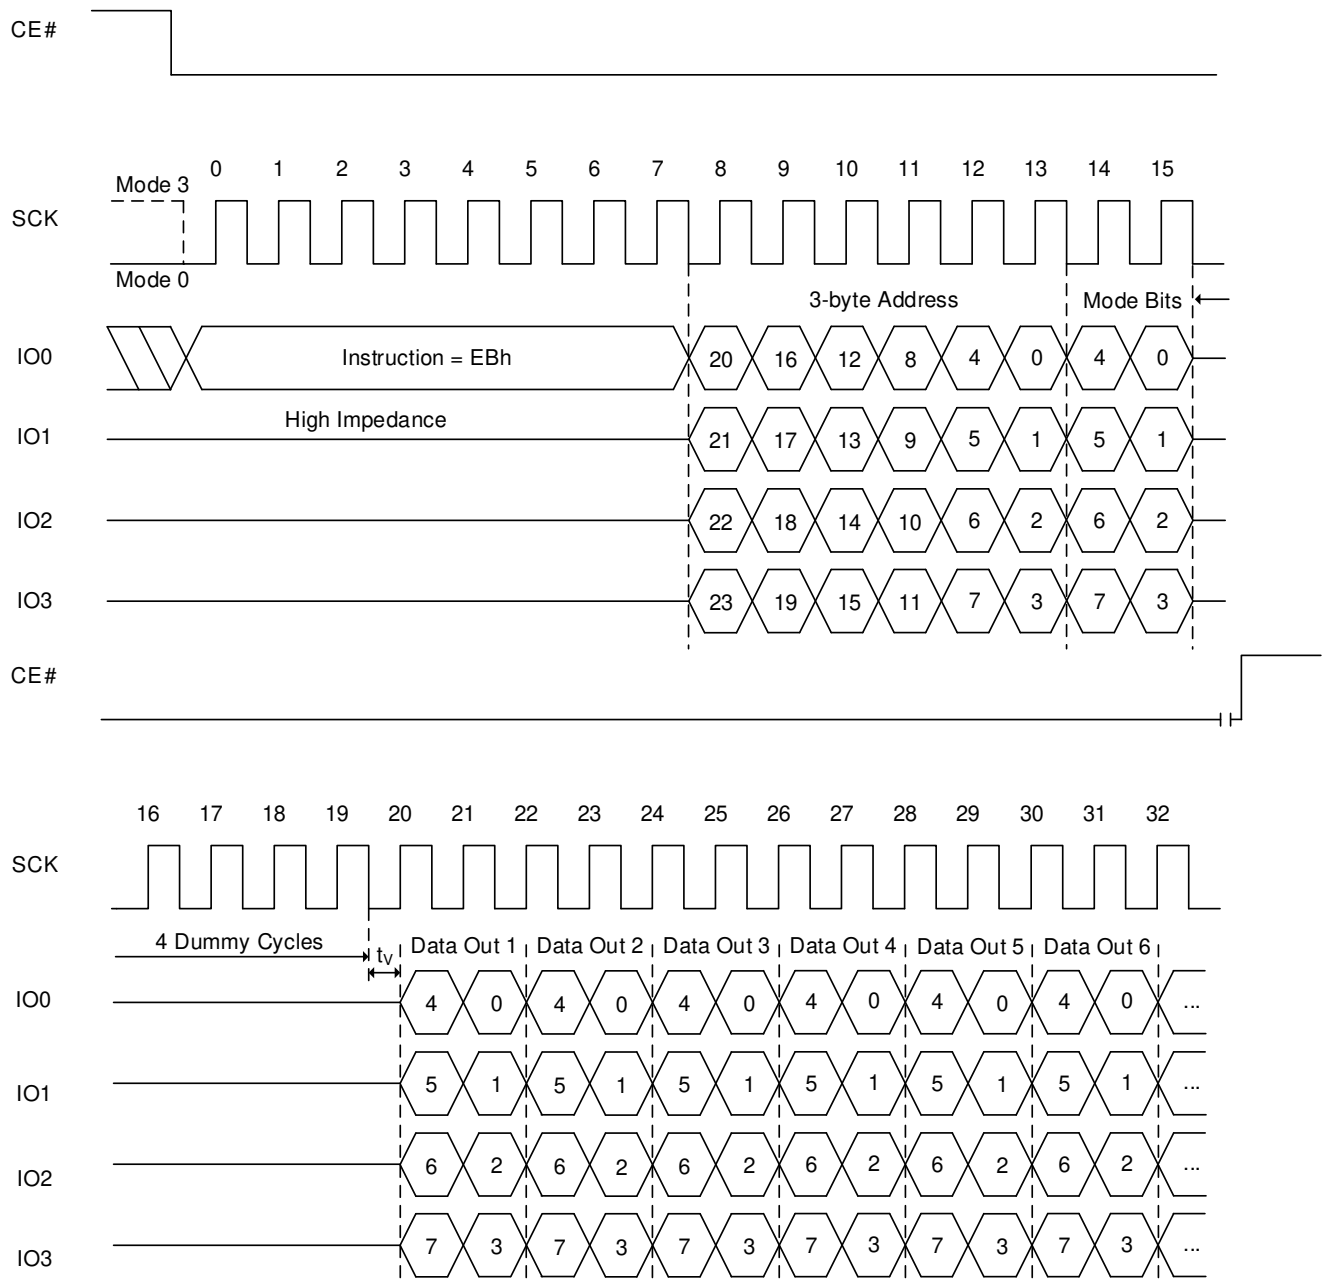 CE#
0 1 2 3 4 5 6 7 8 9 10 11 12 13 14 15
Mode 3
SCK
Mode 0
3-byte Address Mode Bits
IO0 Instruction = EBh 20 16 12 8 4 0 4 0
High Impedance
IO1 21 17 13 9 5 1 5 1
IO2 22 18 14 10 6 2 6 2
IO3 23 19 15 11 7 3 7 3
CE#
16 17 18 19 20 21 22 23 24 25 26 27 28 29 30 31 32
SCK
4 Dummy Cycles tV Data Out 1 Data Out 2 Data Out 3 Data Out 4 Data Out 5 Data Out 6
IO0 4 0 4 0 4 0 4 0 4 0 4 0 ...
IO1 5 1 5 1 5 1 5 1 5 1 5 1 ...
IO2 6 2 6 2 6 2 6 2 6 2 6 2 ...
IO3 7 3 7 3 7 3 7 3 7 3 7 3 ...